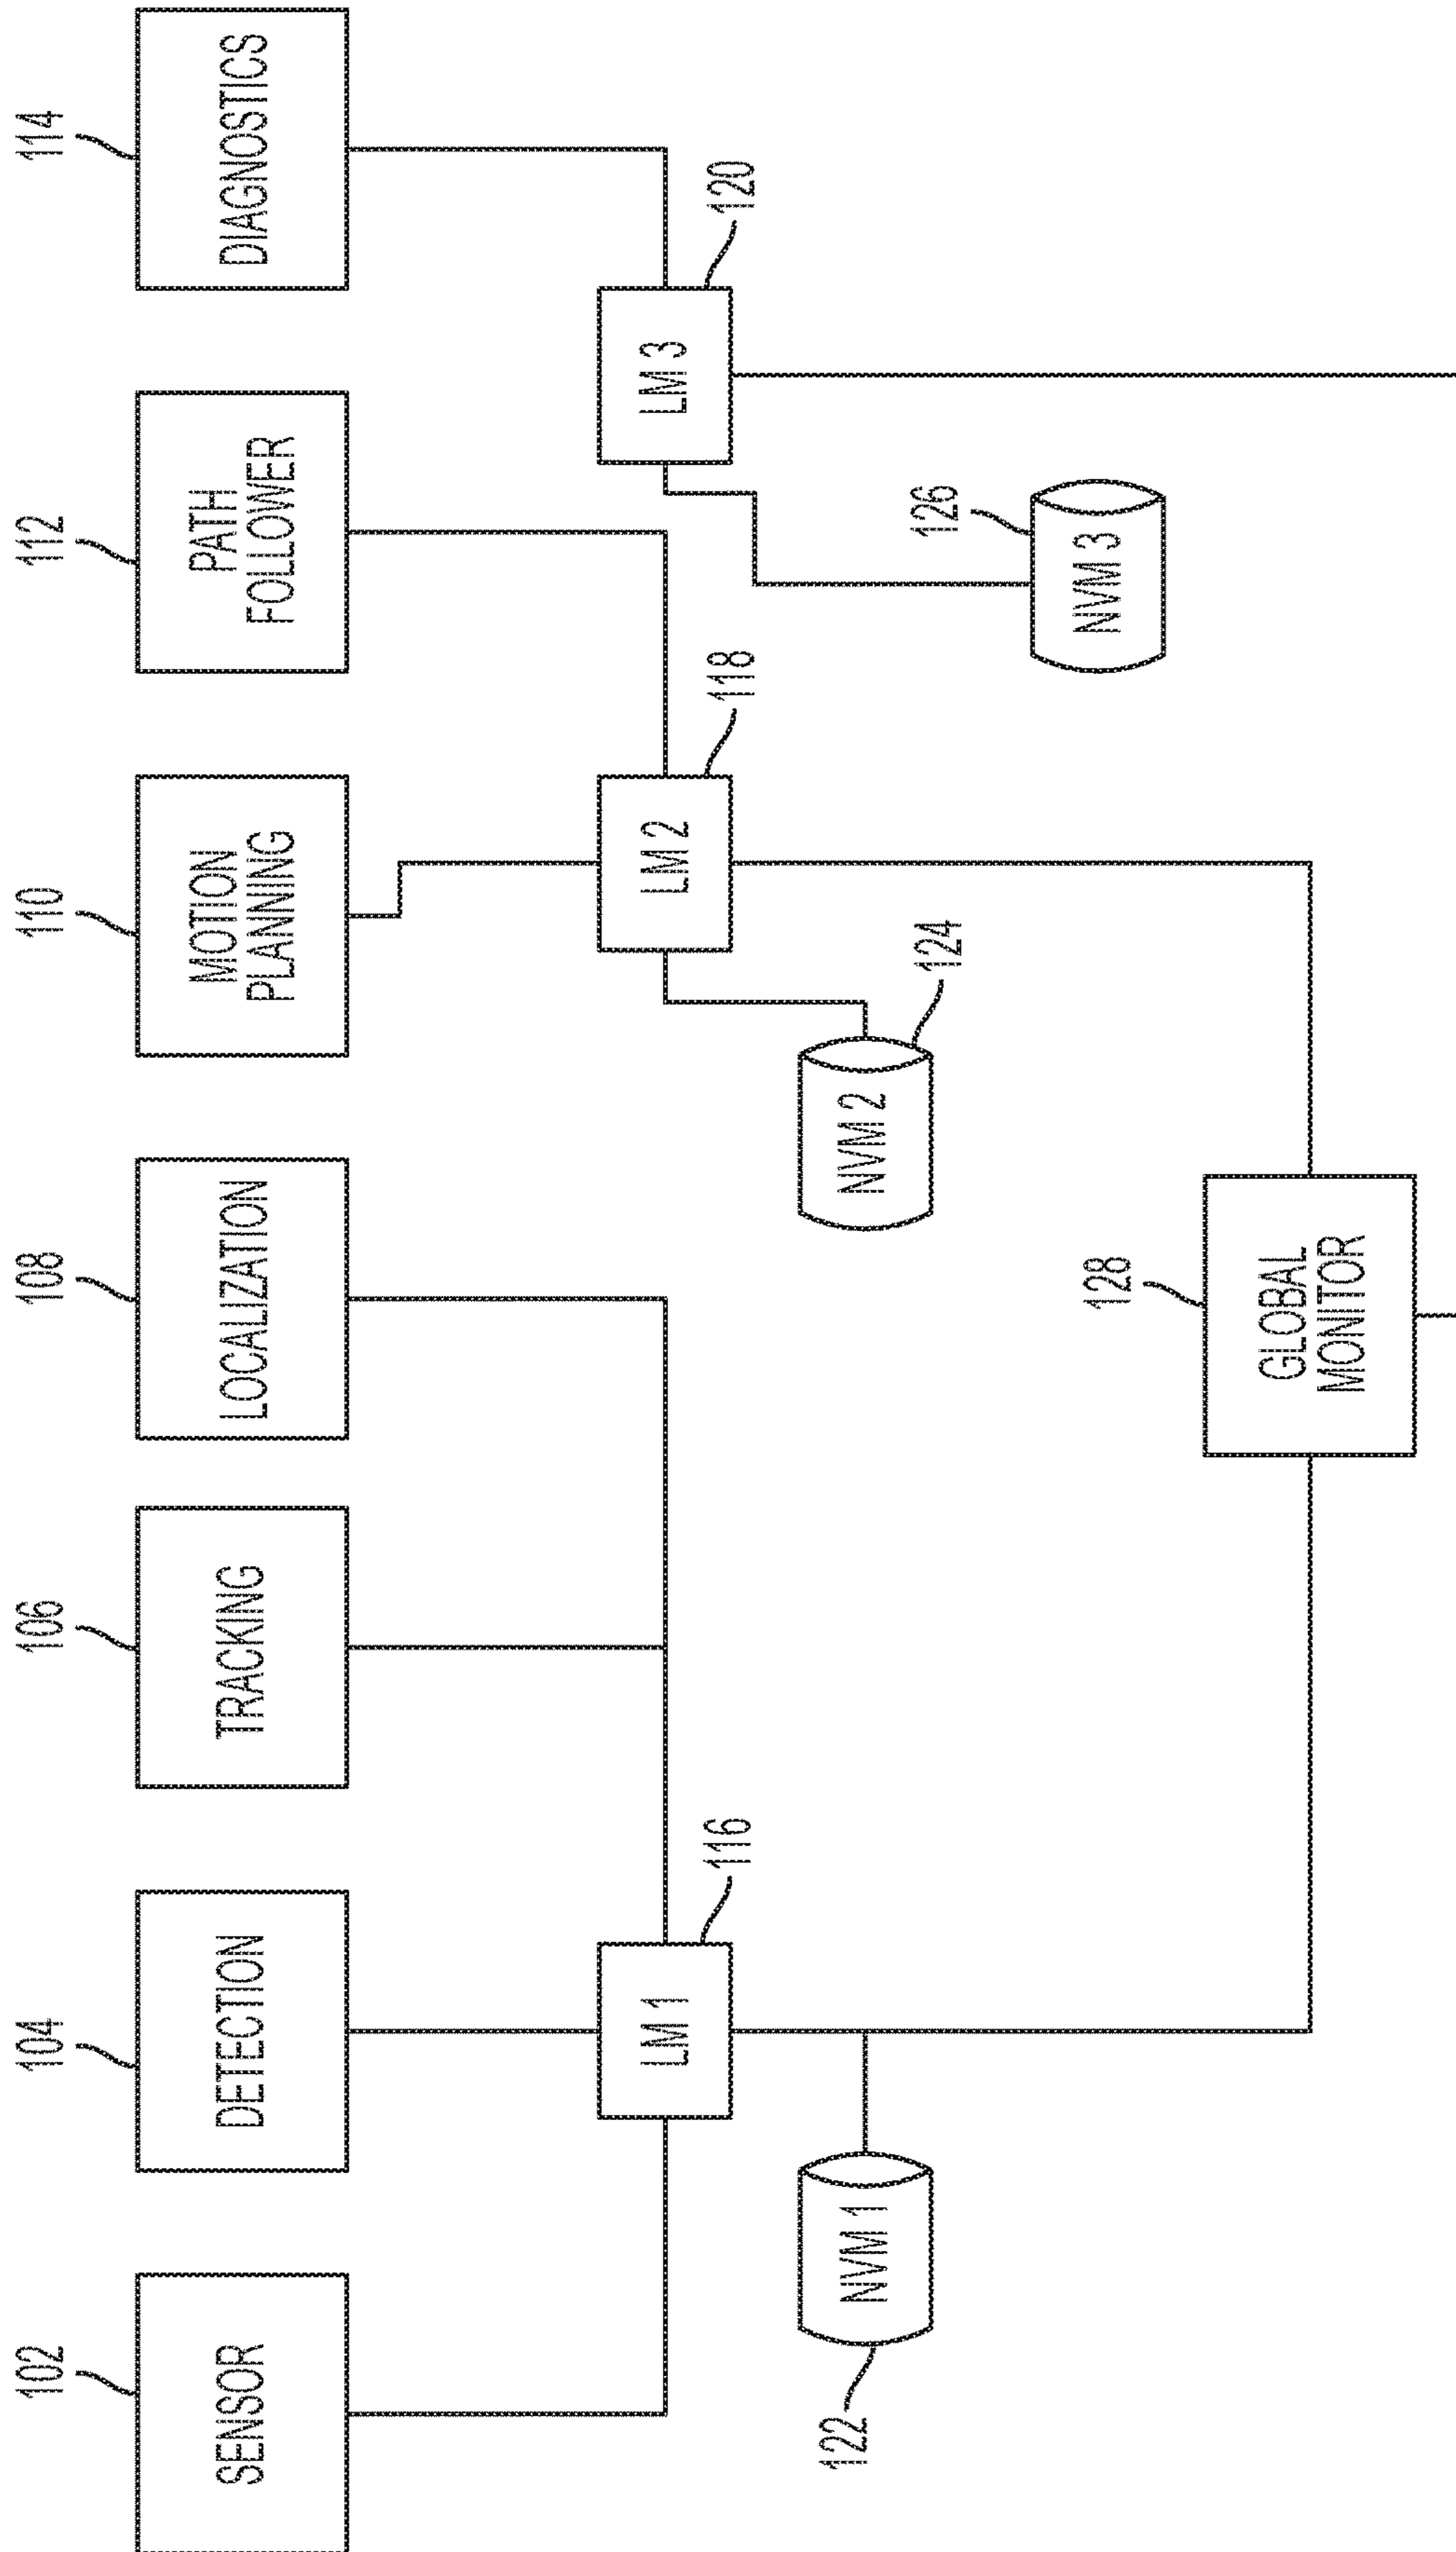 102
104
106
108
110
112
114
SENSOR
DETECTION
TRACKING
LOCALIZATION
MOTION
PLANNING
PATH
FOLLOWER
DIAGNOSTICS
LM 1
116
LM 2
118
LM 3
120
122
NVM 1
NVM 2
124
126
NVM 3
128
GLOBAL
MONITOR